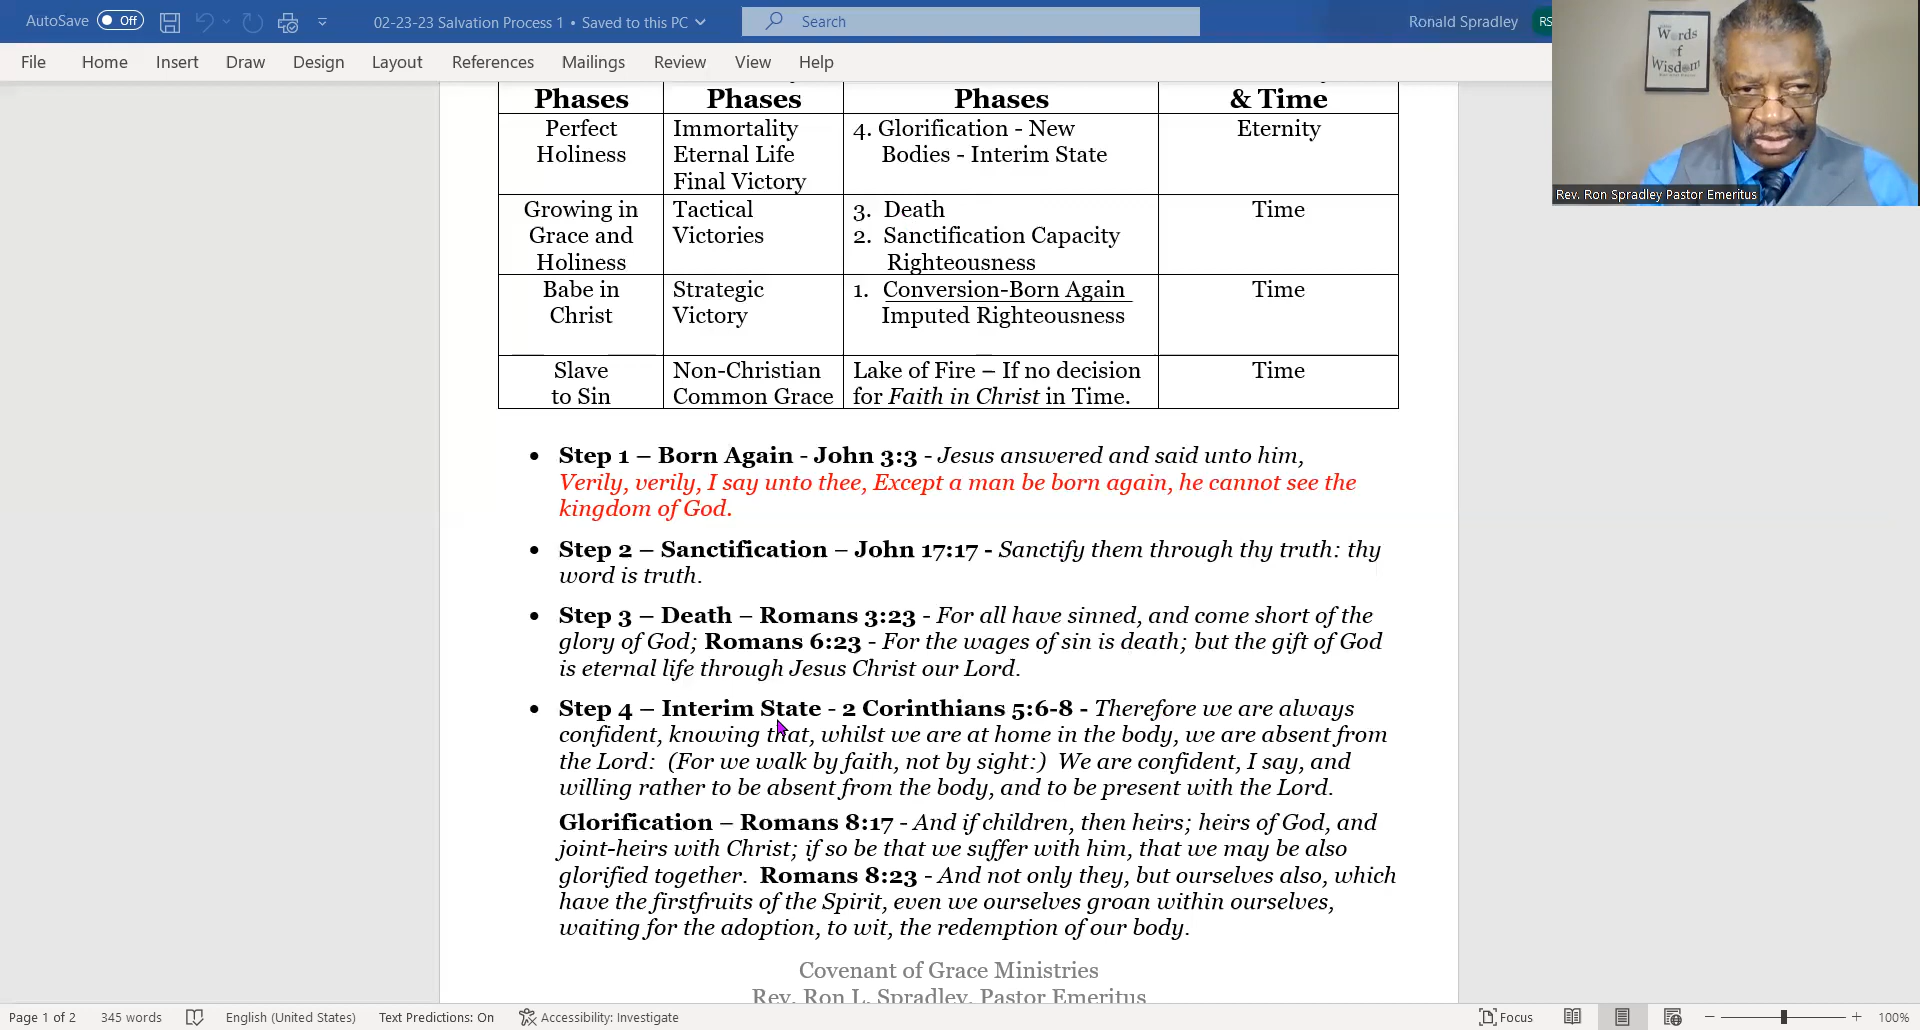 AutoSave Off 02-23-23 Salvation Process 1 • Saved to this PC Search Ronald Spradley RS
File Home Insert Draw Design Layout References Mailings Review View Help
Words
of
Wisdom
Rev. Ron Spradley Pastor Emeritus
Phases Phases Phases & Time
Perfect Immortality 4. Glorification - New Eternity
Holiness Eternal Life Bodies - Interim State
Final Victory
Growing in Tactical 3. Death Time
Grace and Victories 2. Sanctification Capacity
Holiness Righteousness
Babe in Strategic 1. Conversion-Born Again Time
Christ Victory Imputed Righteousness
Slave Non-Christian Lake of Fire – If no decision Time
to Sin Common Grace for Faith in Christ in Time.
• Step 1 – Born Again - John 3:3 - Jesus answered and said unto him,
Verily, verily, I say unto thee, Except a man be born again, he cannot see the
kingdom of God.
• Step 2 – Sanctification – John 17:17 - Sanctify them through thy truth: thy
word is truth.
• Step 3 – Death – Romans 3:23 - For all have sinned, and come short of the
glory of God; Romans 6:23 - For the wages of sin is death; but the gift of God
is eternal life through Jesus Christ our Lord.
• Step 4 – Interim State - 2 Corinthians 5:6-8 - Therefore we are always
confident, knowing that, whilst we are at home in the body, we are absent from
the Lord: (For we walk by faith, not by sight:) We are confident, I say, and
willing rather to be absent from the body, and to be present with the Lord.
Glorification – Romans 8:17 - And if children, then heirs; heirs of God, and
joint-heirs with Christ; if so be that we suffer with him, that we may be also
glorified together. Romans 8:23 - And not only they, but ourselves also, which
have the firstfruits of the Spirit, even we ourselves groan within ourselves,
waiting for the adoption, to wit, the redemption of our body.
Covenant of Grace Ministries
Rev. Ron L. Spradley, Pastor Emeritus
Page 1 of 2 345 words English (United States) Text Predictions: On Accessibility: Investigate Focus 100%